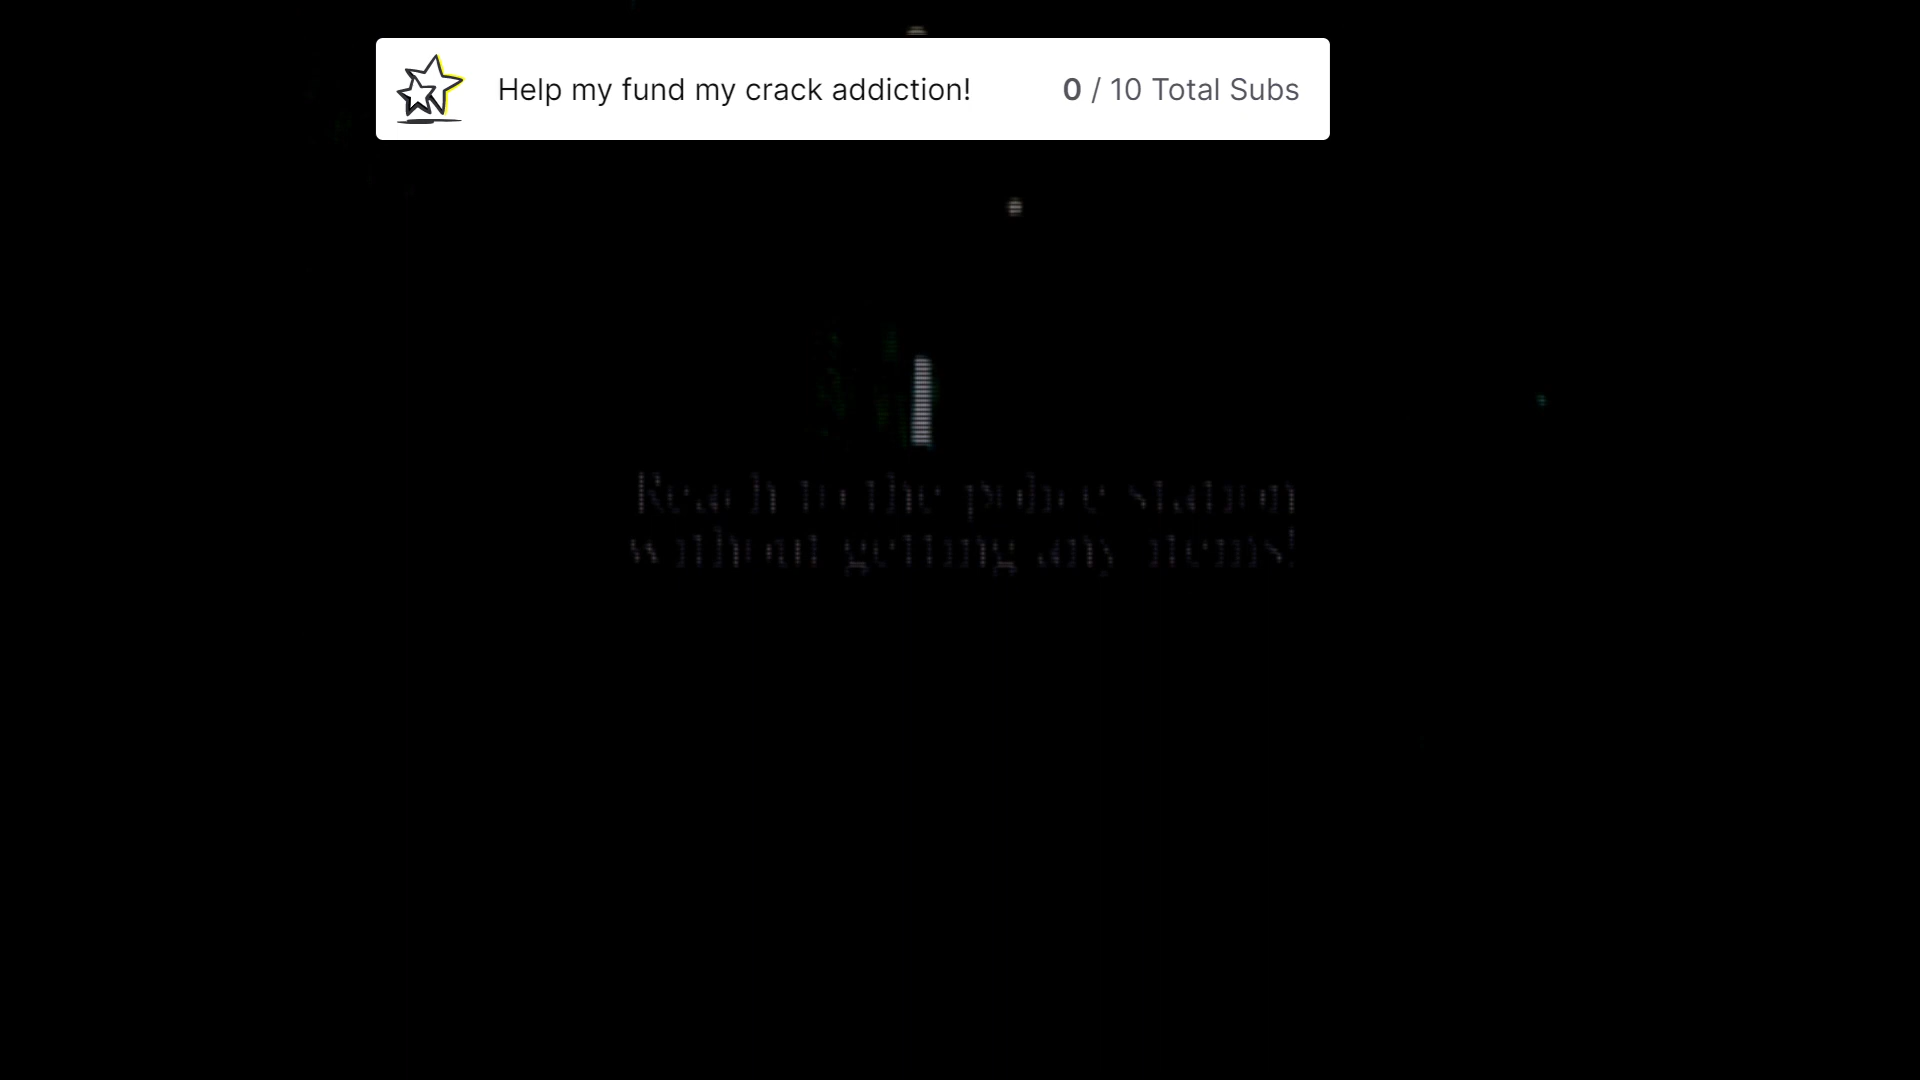 Help my fund my crack addiction! 0 / 10 Total Subs
Reach to the police station
without getting any items!